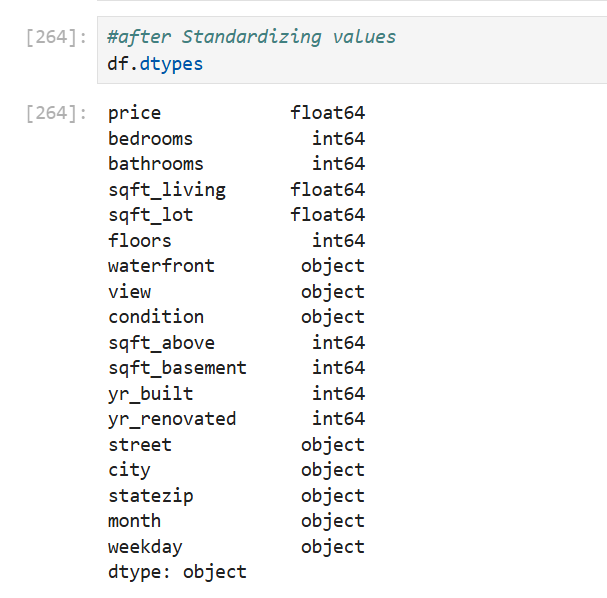 [264]: #after Standardizing values
df.dtypes
[264]: price float64
bedrooms int64
bathrooms int64
sqft_living float64
sqft_lot float64
floors int64
waterfront object
view object
condition object
sqft_above int64
sqft_basement int64
yr_built int64
yr_renovated int64
street object
city object
statezip object
month object
weekday object
dtype: object